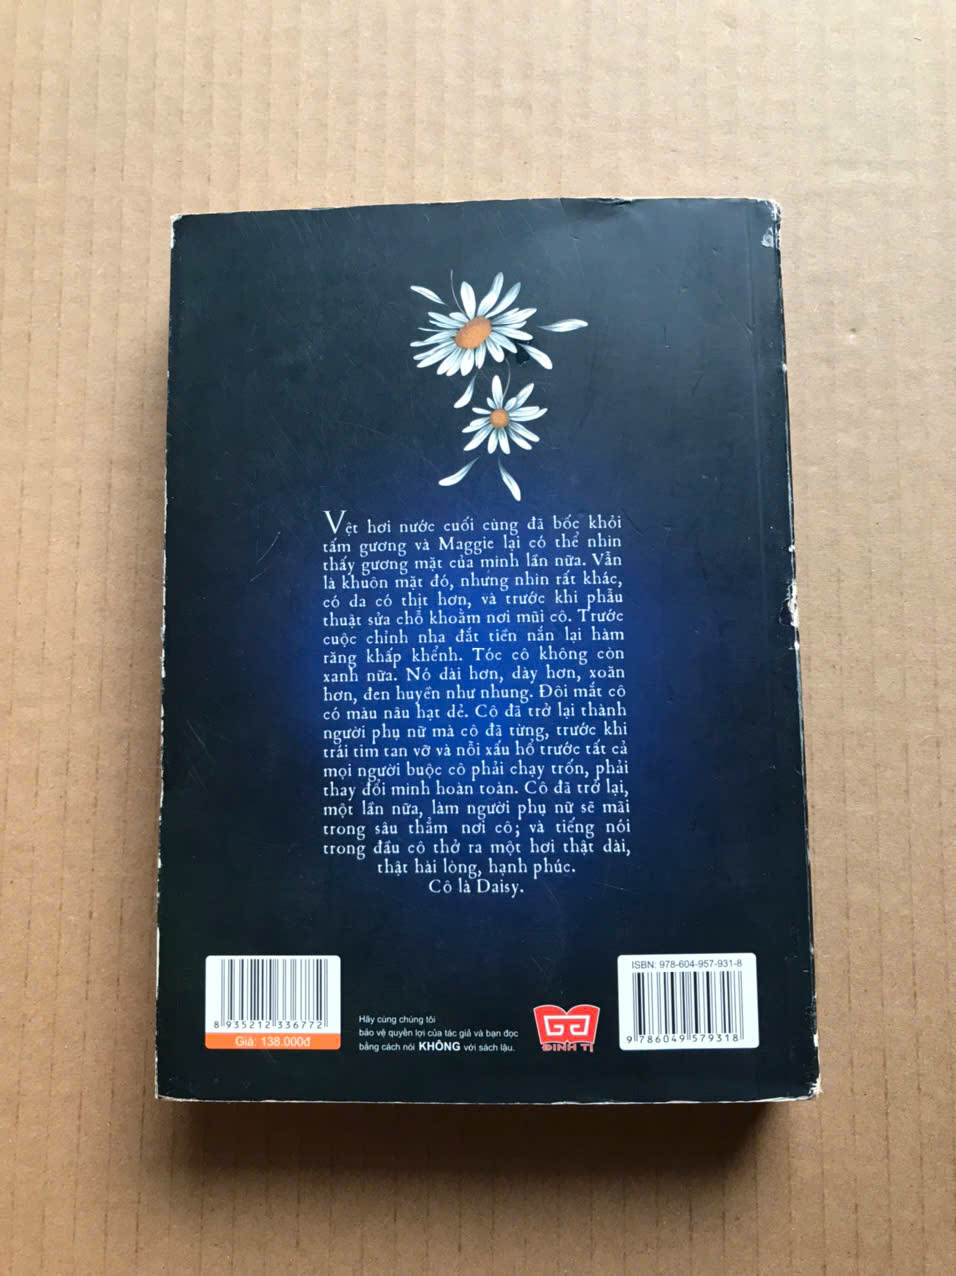 Vệt hơi nước cuối cùng đã bốc khỏi
tấm gương và Maggie lại có thể nhìn
thấy gương mặt của mình lần nữa. Vẫn
là khuôn mặt đó, nhưng nhìn rất khác,
có da có thịt hơn, và trước khi phẫu
thuật sửa chỗ khoằm nơi mũi cô. Trước
cuộc chỉnh nha đắt tiền nắn lại hàm
răng khấp khểnh. Tóc cô không còn
xanh nữa. Nó dài hơn, dày hơn, xoăn
hơn, đen huyền như nhung. Đôi mắt cô
có màu nâu hạt dẻ. Cô đã trở lại thành
người phụ nữ mà cô đã từng, trước khi
trái tim tan vỡ và nỗi xấu hổ trước tất cả
mọi người buộc cô phải chạy trốn, phải
thay đổi mình hoàn toàn. Cô đã trở lại,
một lần nữa, làm người phụ nữ sẽ mãi
trong sâu thẳm nơi cô; và tiếng nói
trong đầu cô thở ra một hơi thật dài,
thật hài lòng, hạnh phúc.
Cô là Daisy.
8 935212 336772
Giá: 138.000đ
Hãy cùng chúng tôi
bảo vệ quyền lợi của tác giả và bạn đọc
bằng cách nói KHÔNG với sách lậu.
ĐINH TỊ
ISBN: 978-604-957-931-8
9 786049 579318